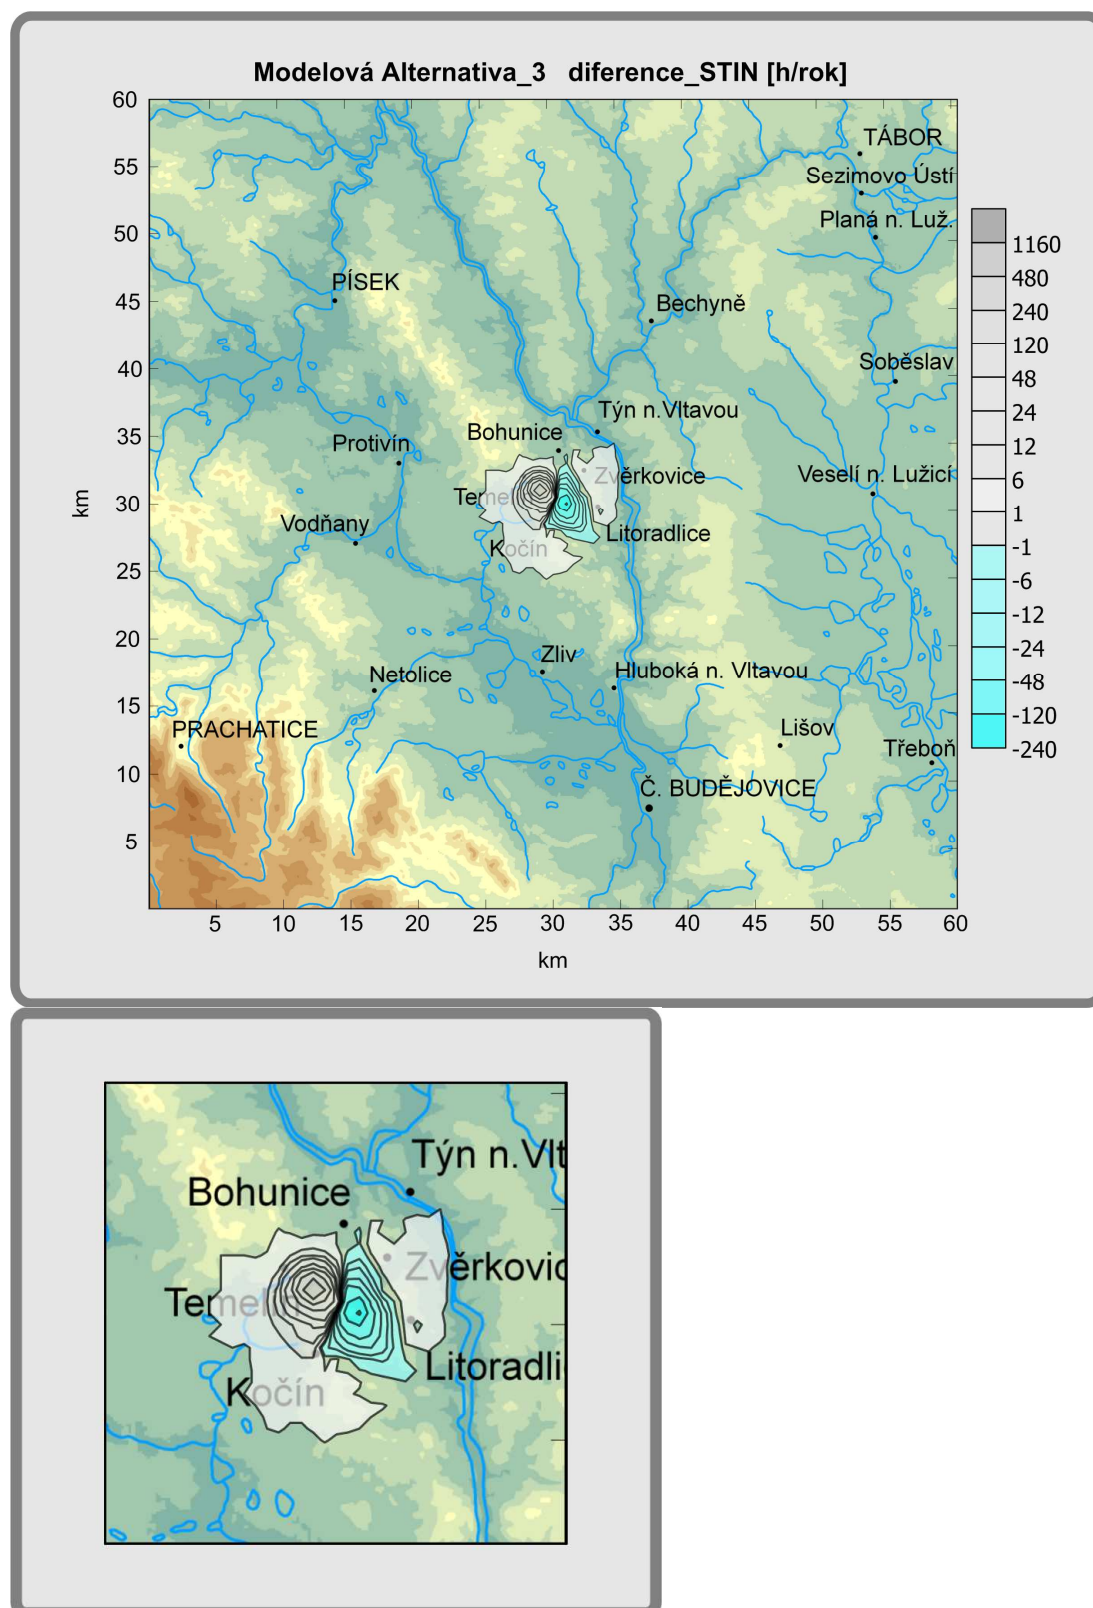 Modelová Alternativa_3 diference_STIN [h/rok]
60
55
50
45
40
35
30
25
20
15
10
5
km
TÁBOR
Sezimovo Ústí
Planá n. Luž.
PÍSEK
Bechyně
Soběslav
Týn n.Vltavou
Bohunice
Protivín
Zvěrkovice
Veselí n. Lužicí
Temelín
Vodňany
Litoradlice
Kočín
Zliv
Netolice
Hluboká n. Vltavou
PRACHATICE
Lišov
Třeboň
Č. BUDĚJOVICE
5 10 15 20 25 30 35 40 45 50 55 60
km
1160
480
240
120
48
24
12
6
1
-1
-6
-12
-24
-48
-120
-240
Týn n.Vlt
Bohunice
Zvěrkovic
Temelín
Litoradli
Kočín